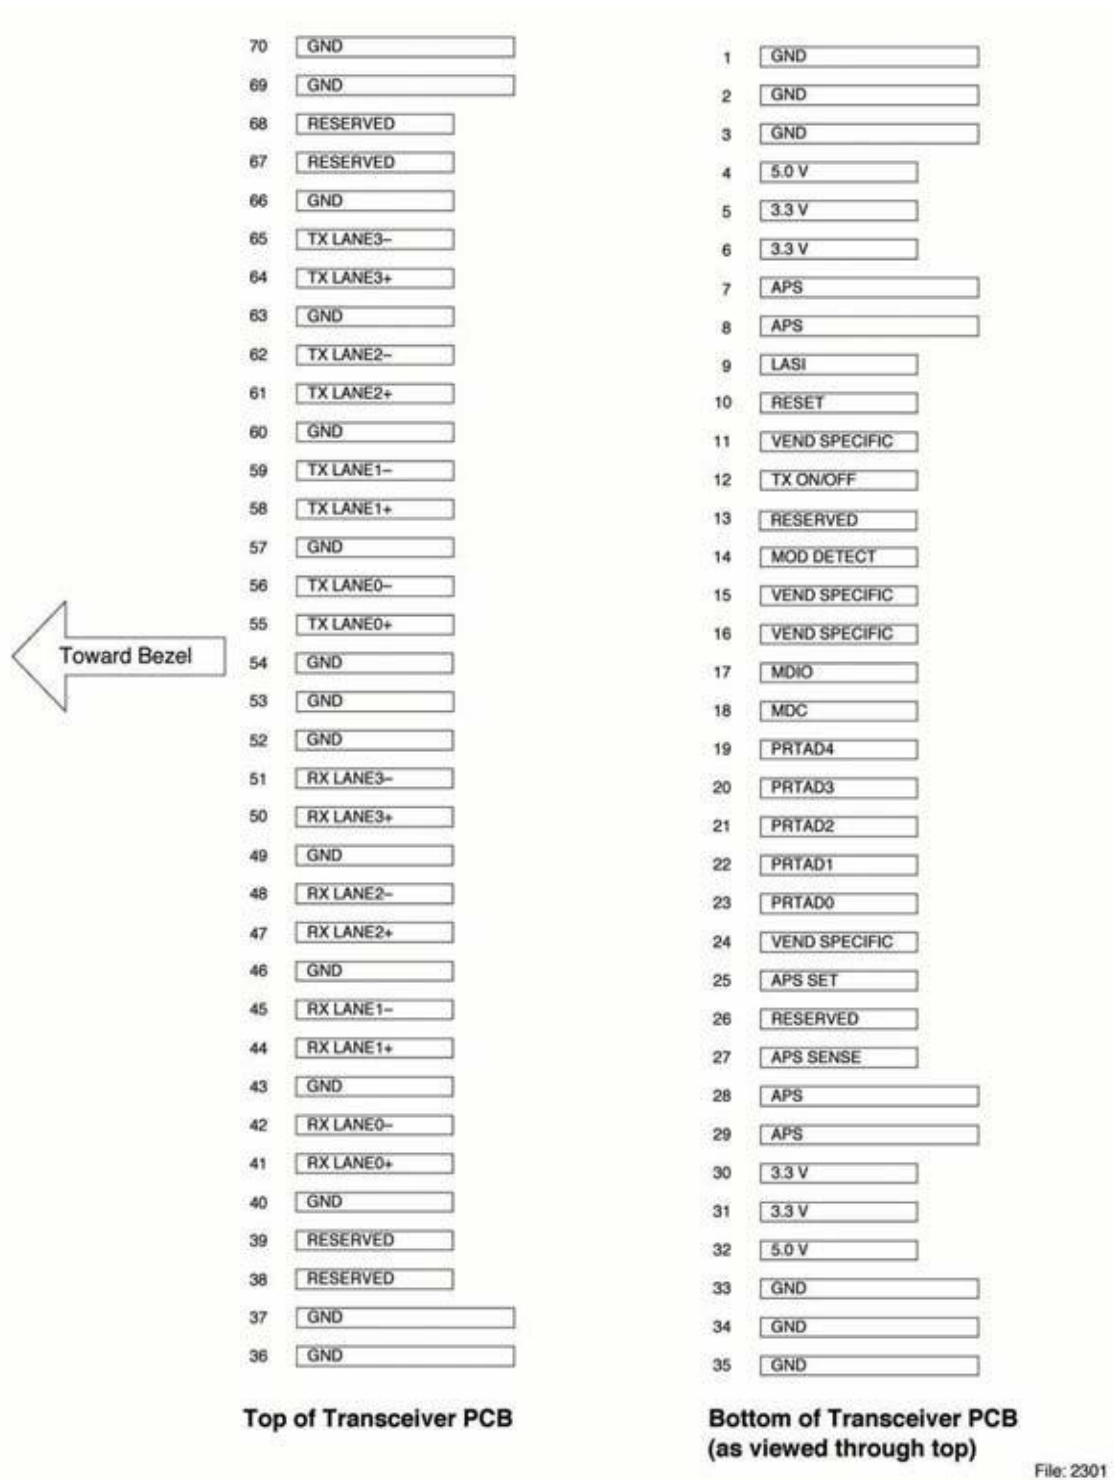 70 GND
69 GND
68 RESERVED
67 RESERVED
66 GND
65 TX LANE3–
64 TX LANE3+
63 GND
62 TX LANE2–
61 TX LANE2+
60 GND
59 TX LANE1–
58 TX LANE1+
57 GND
56 TX LANE0–
55 TX LANE0+
Toward Bezel
54 GND
53 GND
52 GND
51 RX LANE3–
50 RX LANE3+
49 GND
48 RX LANE2–
47 RX LANE2+
46 GND
45 RX LANE1–
44 RX LANE1+
43 GND
42 RX LANE0–
41 RX LANE0+
40 GND
39 RESERVED
38 RESERVED
37 GND
36 GND
Top of Transceiver PCB
1 GND
2 GND
3 GND
4 5.0 V
5 3.3 V
6 3.3 V
7 APS
8 APS
9 LASI
10 RESET
11 VEND SPECIFIC
12 TX ON/OFF
13 RESERVED
14 MOD DETECT
15 VEND SPECIFIC
16 VEND SPECIFIC
17 MDIO
18 MDC
19 PRTAD4
20 PRTAD3
21 PRTAD2
22 PRTAD1
23 PRTAD0
24 VEND SPECIFIC
25 APS SET
26 RESERVED
27 APS SENSE
28 APS
29 APS
30 3.3 V
31 3.3 V
32 5.0 V
33 GND
34 GND
35 GND
Bottom of Transceiver PCB
(as viewed through top)
File: 2301